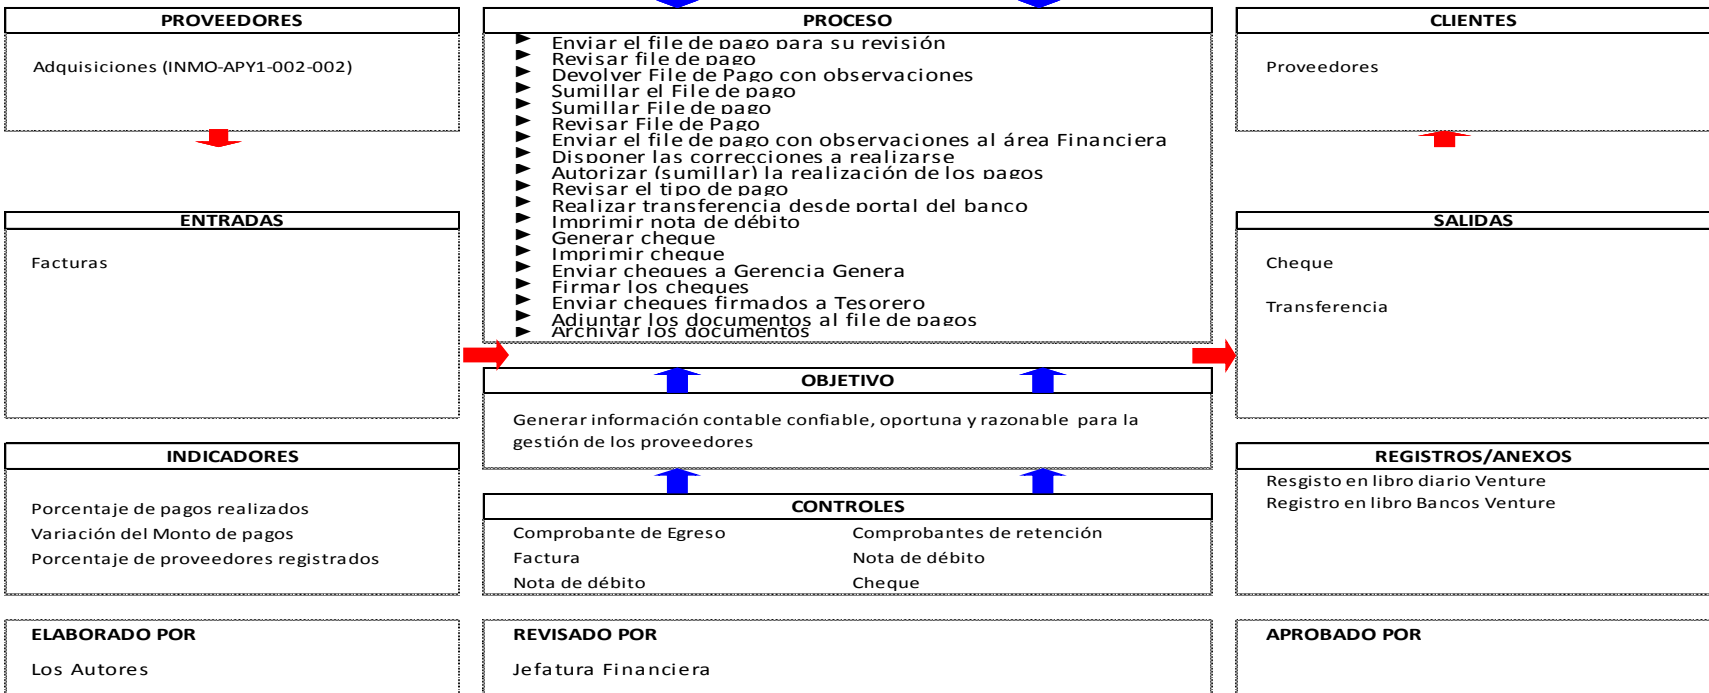 PROVEEDORES
Adquisiciones (INMO-APY1-002-002)
PROCESO
Enviar el file de pago para su revisión
Revisar file de pago
Devolver File de Pago con observaciones
Sumillar el File de pago
Sumillar File de pago
Revisar File de Pago
Enviar el file de pago con observaciones al área Financiera
Disponer las correcciones a realizarse
Autorizar (sumillar) la realización de los pagos
Revisar el tipo de pago
Realizar transferencia desde portal del banco
Imprimir nota de débito
Generar cheque
Imprimir cheque
Enviar cheques a Gerencia Genera
Firmar los cheques
Enviar cheques firmados a Tesorero
Adjuntar los documentos al file de pagos
Archivar los documentos
CLIENTES
Proveedores
ENTRADAS
Facturas
SALIDAS
Cheque
Transferencia
OBJETIVO
Generar información contable confiable, oportuna y razonable para la
gestión de los proveedores
INDICADORES
Porcentaje de pagos realizados
Variación del Monto de pagos
Porcentaje de proveedores registrados
CONTROLES
Comprobante de Egreso Comprobantes de retención
Factura Nota de débito
Nota de débito Cheque
REGISTROS/ANEXOS
Resgisto en libro diario Venture
Registro en libro Bancos Venture
ELABORADO POR
Los Autores
REVISADO POR
Jefatura Financiera
APROBADO POR